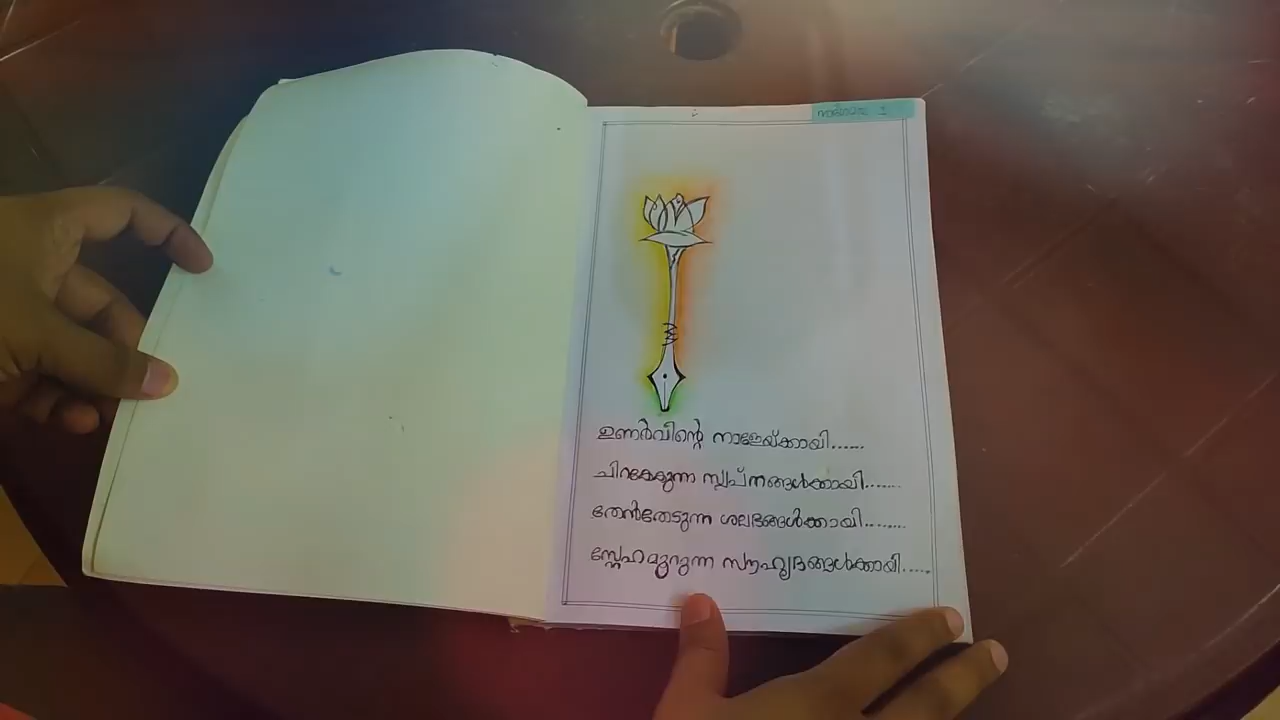 ഉണർവിന്റെ നാളേയ്ക്കായി......
ചിറകേകുന്ന സ്വപ്നങ്ങൾക്കായി.......
തേൻതേടുന്ന ശലഭങ്ങൾക്കായി........
സ്നേഹമൂറുന്ന സൗഹൃദങ്ങൾക്കായി.....